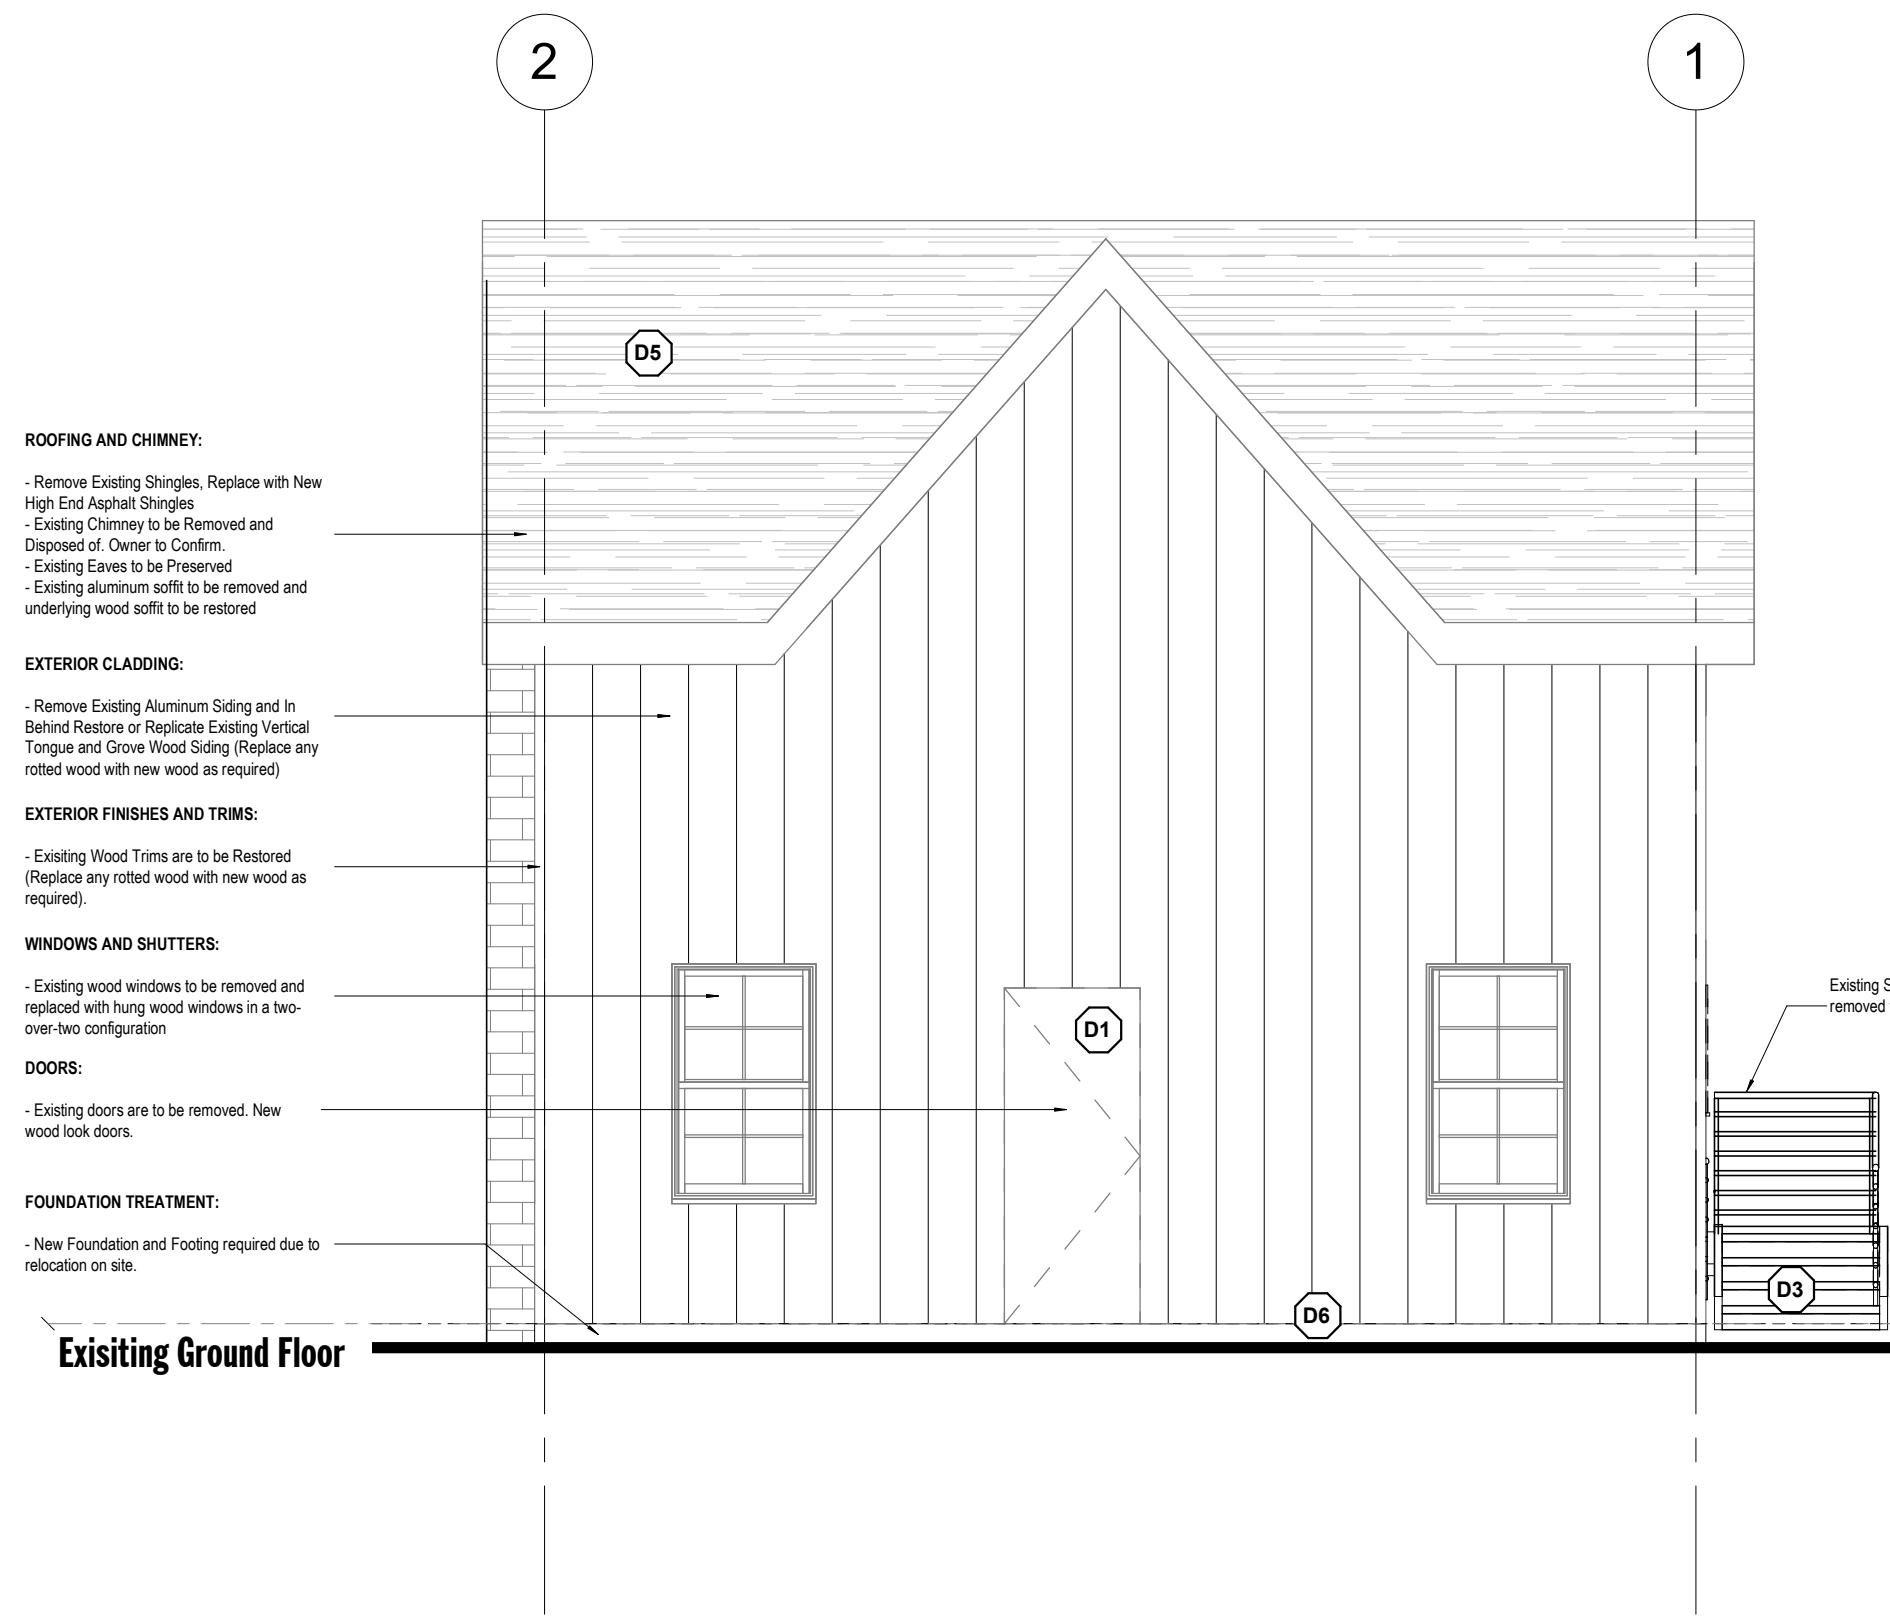 2
1
D5
ROOFING AND CHIMNEY:
- Remove Existing Shingles, Replace with New
High End Asphalt Shingles
- Existing Chimney to be Removed and
Disposed of. Owner to Confirm.
- Existing Eaves to be Preserved
- Existing aluminum soffit to be removed and
underlying wood soffit to be restored
EXTERIOR CLADDING:
- Remove Existing Aluminum Siding and In
Behind Restore or Replicate Existing Vertical
Tongue and Grove Wood Siding (Replace any
rotted wood with new wood as required)
EXTERIOR FINISHES AND TRIMS:
- Exisiting Wood Trims are to be Restored
(Replace any rotted wood with new wood as
required).
WINDOWS AND SHUTTERS:
- Existing wood windows to be removed and
replaced with hung wood windows in a two-
over-two configuration
Existing S
removed
D1
DOORS:
- Existing doors are to be removed. New
wood look doors.
FOUNDATION TREATMENT:
- New Foundation and Footing required due to
relocation on site.
D3
D6
Exisiting Ground Floor